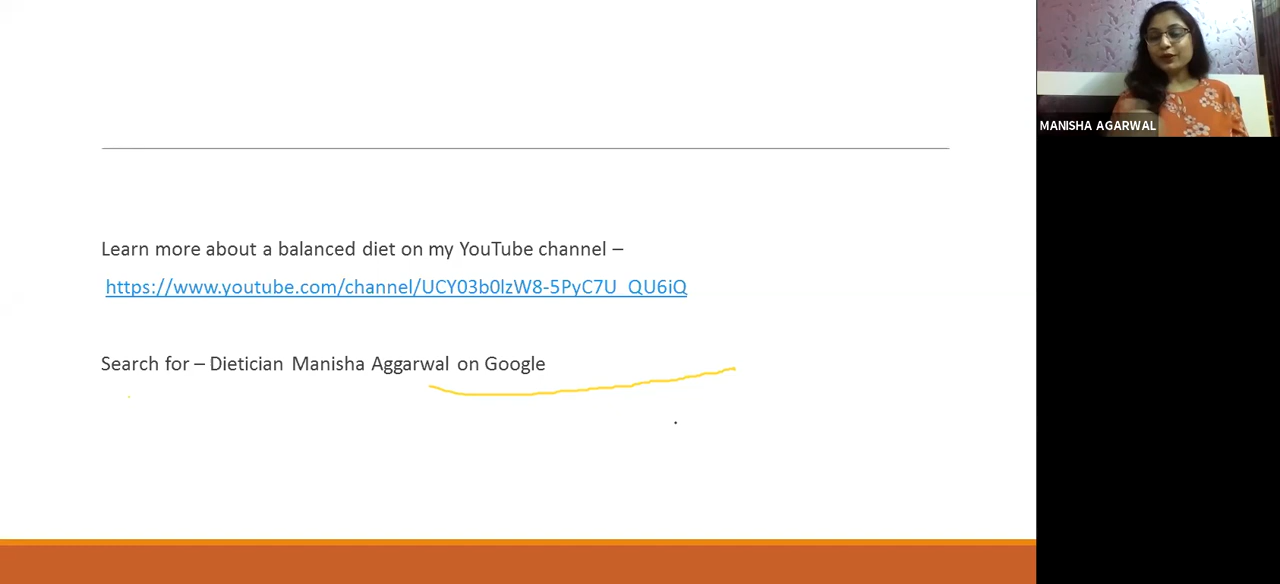 Learn more about a balanced diet on my YouTube channel –
https://www.youtube.com/channel/UCY03b0lzW8-5PyC7U_QU6iQ
Search for – Dietician Manisha Aggarwal on Google
MANISHA AGARWAL